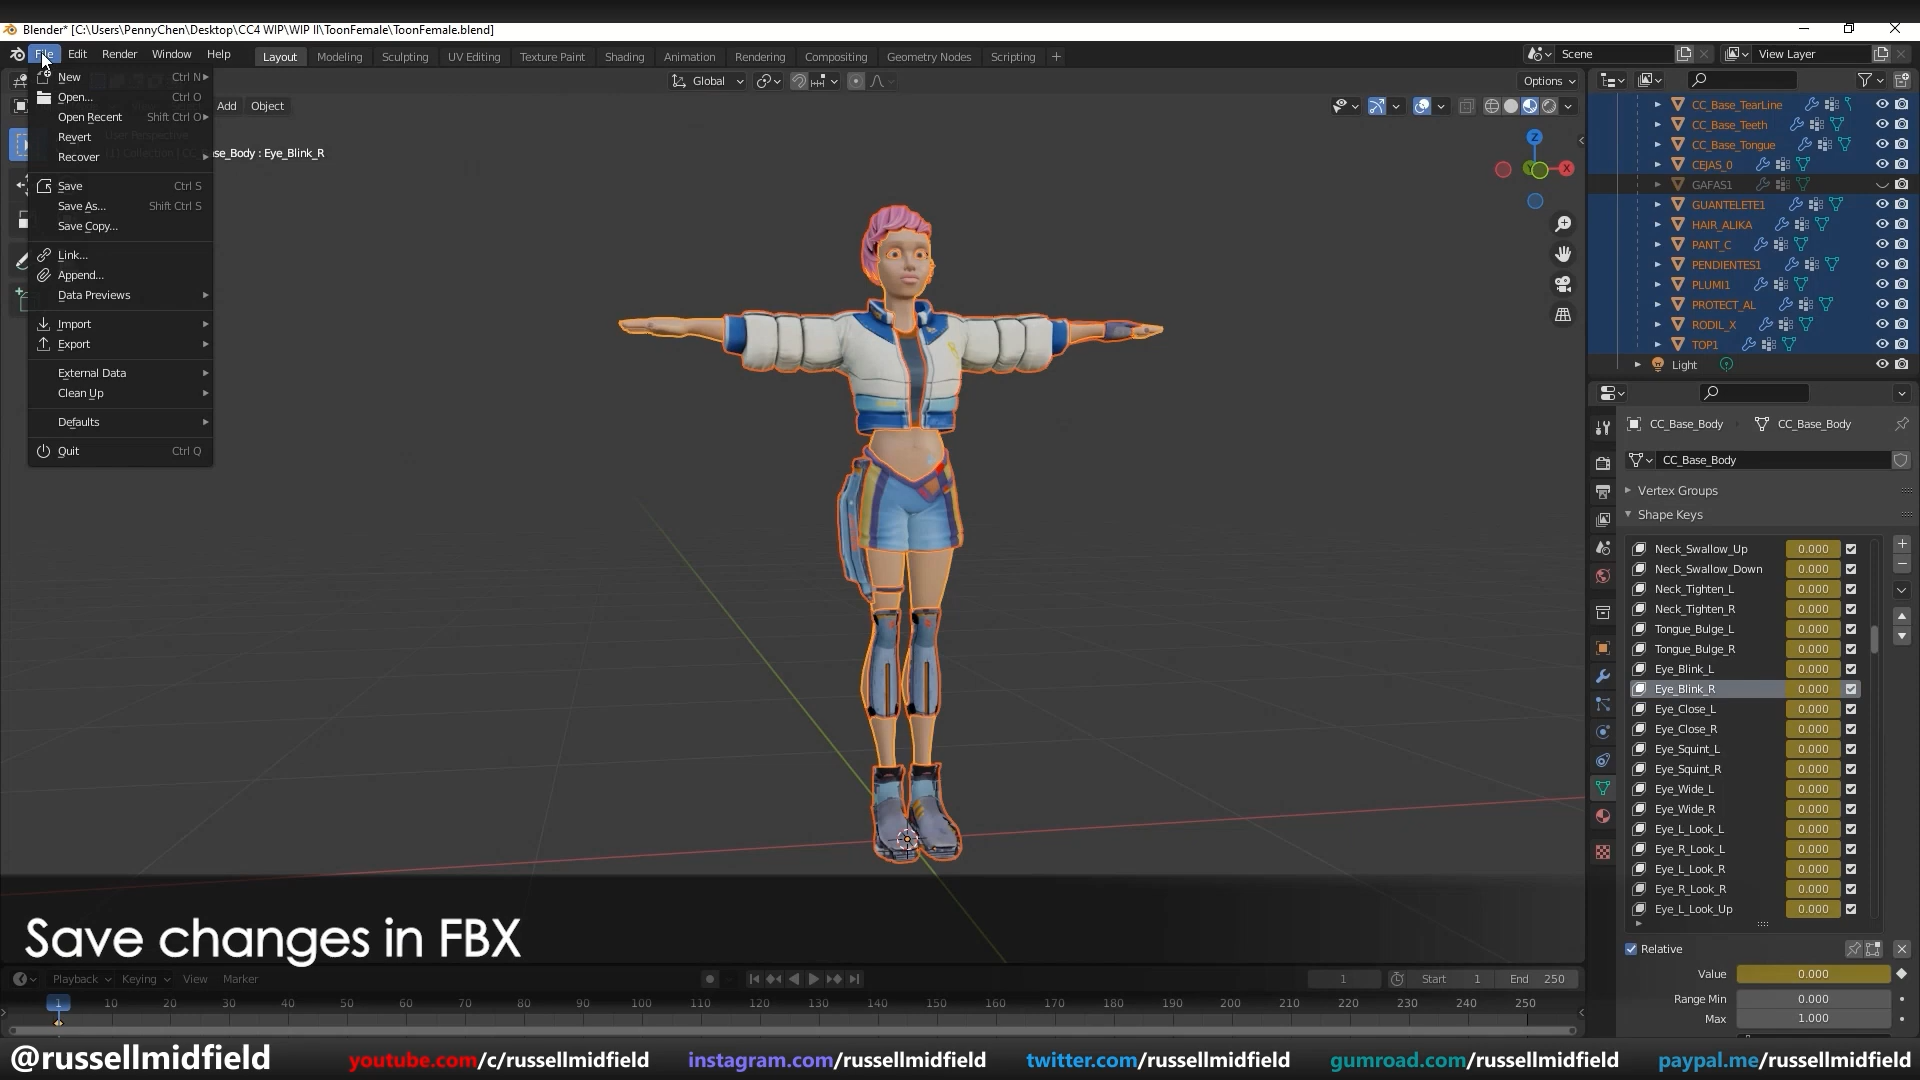 Blender* [C:\Users\PennyChen\Desktop\CC4 WIP\WIP II\ToonFemale\ToonFemale.blend]
File Edit Render Window Help Layout Modeling Sculpting UV Editing Texture Paint Shading Animation Rendering Compositing Geometry Nodes Scripting + Scene View Layer
Global Options
Add Object
New Ctrl N
Open... Ctrl O
Open Recent Shift Ctrl O
Revert
Recover
Save Ctrl S
Save As... Shift Ctrl S
Save Copy...
Link...
Append...
Data Previews
Import
Export
External Data
Clean Up
Defaults
Quit Ctrl Q
User Perspective
(1) Collection | CC_Base_Body : Eye_Blink_R
Z
X
CC_Base_TearLine
CC_Base_Teeth
CC_Base_Tongue
CEJAS_0
GAFAS1
GUANTELETE1
HAIR_ALIKA
PANT_C
PENDIENTES1
PLUMI1
PROTECT_AL
RODIL_X
TOP1
Light
CC_Base_Body CC_Base_Body
CC_Base_Body
Vertex Groups
Shape Keys
Neck_Swallow_Up 0.000
Neck_Swallow_Down 0.000
Neck_Tighten_L 0.000
Neck_Tighten_R 0.000
Tongue_Bulge_L 0.000
Tongue_Bulge_R 0.000
Eye_Blink_L 0.000
Eye_Blink_R 0.000
Eye_Close_L 0.000
Eye_Close_R 0.000
Eye_Squint_L 0.000
Eye_Squint_R 0.000
Eye_Wide_L 0.000
Eye_Wide_R 0.000
Eye_L_Look_L 0.000
Eye_R_Look_L 0.000
Eye_L_Look_R 0.000
Eye_R_Look_R 0.000
Eye_L_Look_Up 0.000
Relative
Value 0.000
Range Min 0.000
Max 1.000
Save changes in FBX
Playback Keying View Marker 1 Start 1 End 250
1 10 20 30 40 50 60 70 80 90 100 110 120 130 140 150 160 170 180 190 200 210 220 230 240 250
@russellmidfield youtube.com/c/russellmidfield instagram.com/russellmidfield twitter.com/russellmidfield gumroad.com/russellmidfield paypal.me/russellmidfield